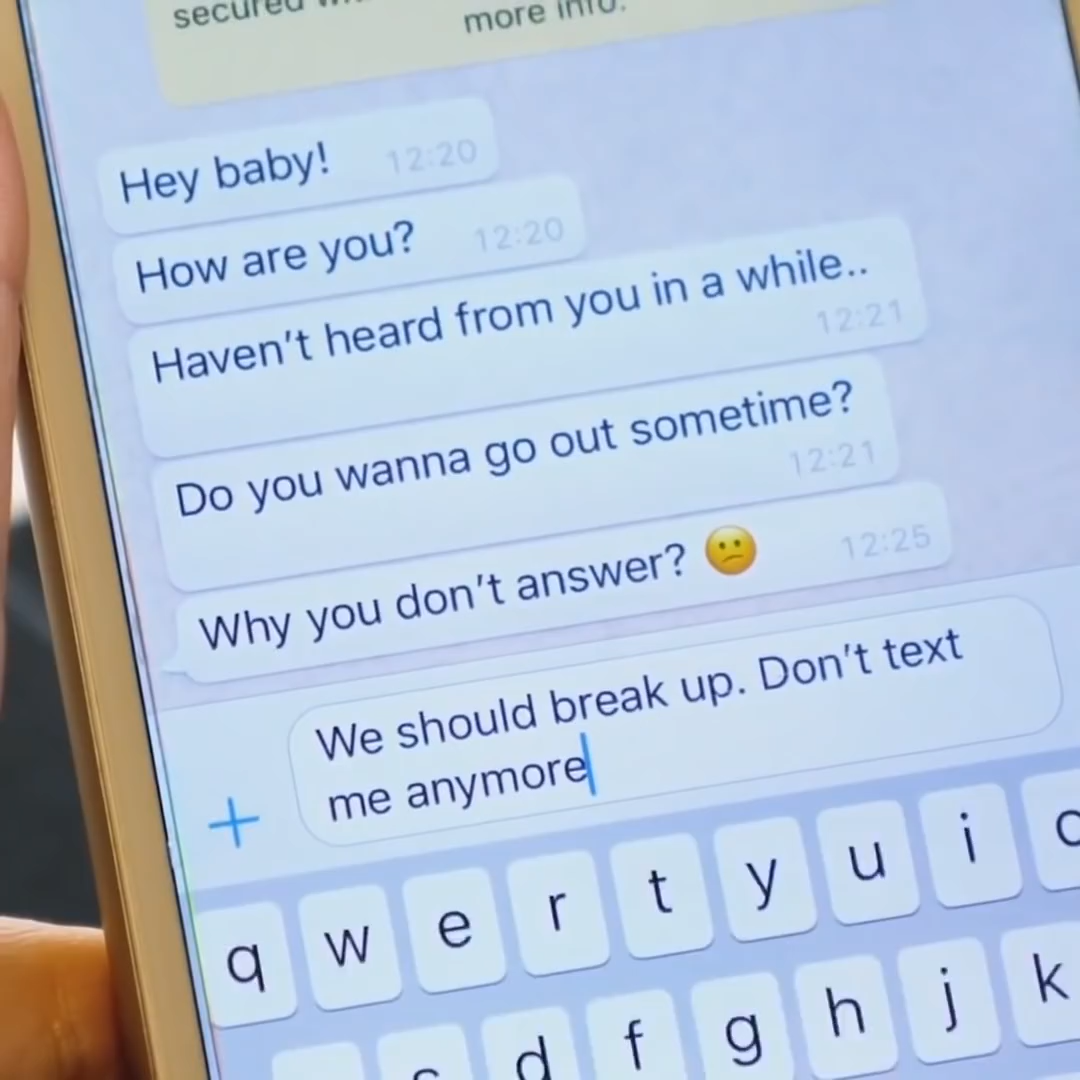 more info.
Hey baby! 12:20
How are you? 12:20
Haven't heard from you in a while..
12:21
Do you wanna go out sometime?
12:21
Why you don't answer? 😕 12:25
We should break up. Don't text
me anymore
q w e r t y u i
d f g h j k